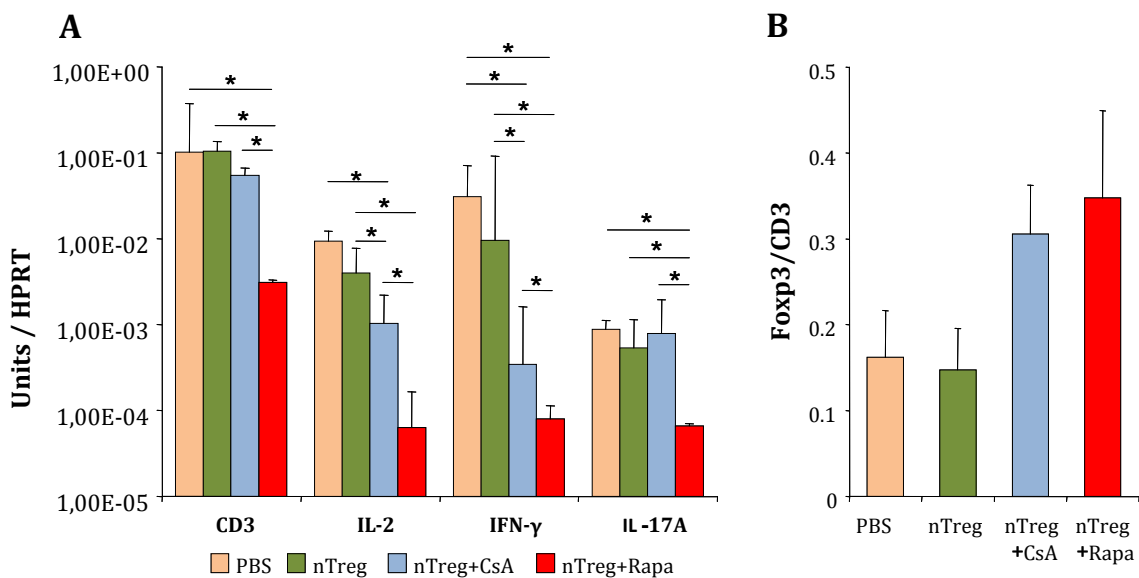 A
Units / HPRT
1,00E+00
1,00E-01
1,00E-02
1,00E-03
1,00E-04
1,00E-05
* * *
* * * *
* * * * *
* * *
CD3 IL-2 IFN-γ IL-17A
PBS nTreg nTreg+CsA nTreg+Rapa
B
Foxp3/CD3
0.5
0.4
0.3
0.2
0.1
0
PBS nTreg nTreg nTreg
+CsA +Rapa